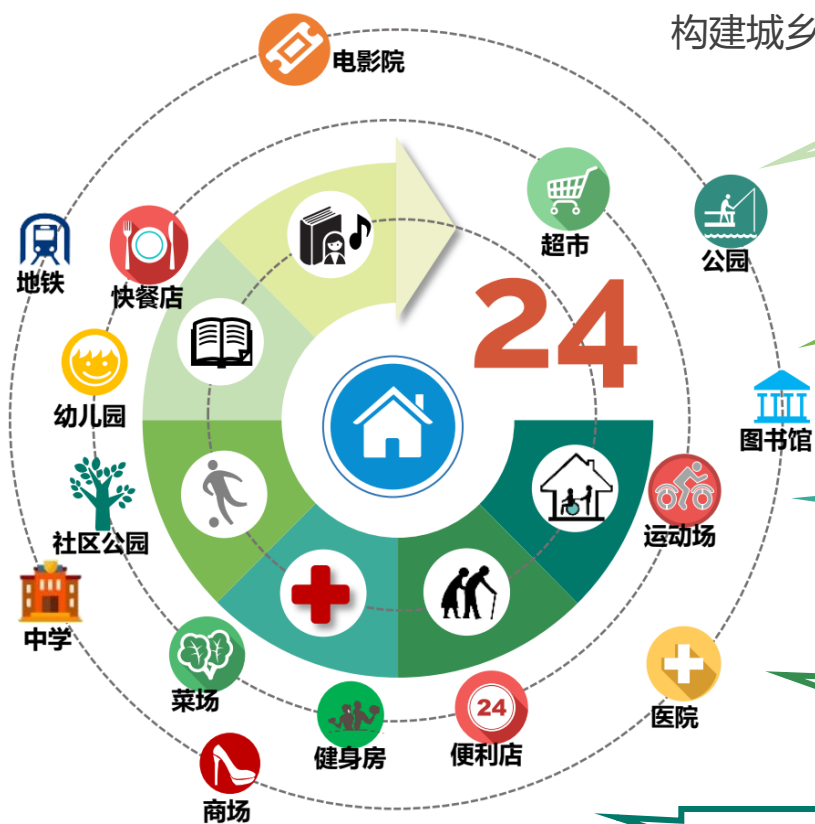 构建城乡
电影院
超市
公园
地铁
快餐店
24
幼儿园
图书馆
社区公园
运动场
中学
菜场
24
医院
健身房
便利店
商场